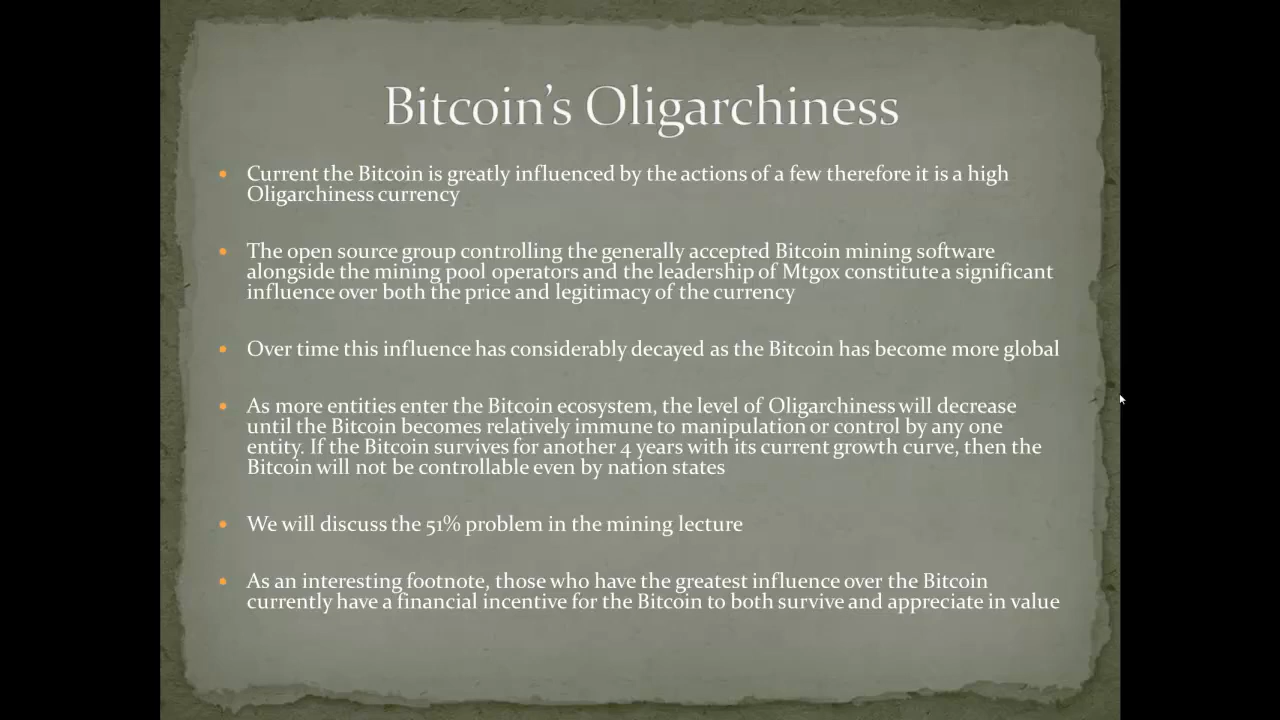 Bitcoin's Oligarchiness
Current the Bitcoin is greatly influenced by the actions of a few therefore it is a high
Oligarchiness currency
The open source group controlling the generally accepted Bitcoin mining software
alongside the mining pool operators and the leadership of Mtgox constitute a significant
influence over both the price and legitimacy of the currency
Over time this influence has considerably decayed as the Bitcoin has become more global
As more entities enter the Bitcoin ecosystem, the level of Oligarchiness will decrease
until the Bitcoin becomes relatively immune to manipulation or control by any one
entity. If the Bitcoin survives for another 4 years with its current growth curve, then the
Bitcoin will not be controllable even by nation states
We will discuss the 51% problem in the mining lecture
As an interesting footnote, those who have the greatest influence over the Bitcoin
currently have a financial incentive for the Bitcoin to both survive and appreciate in value